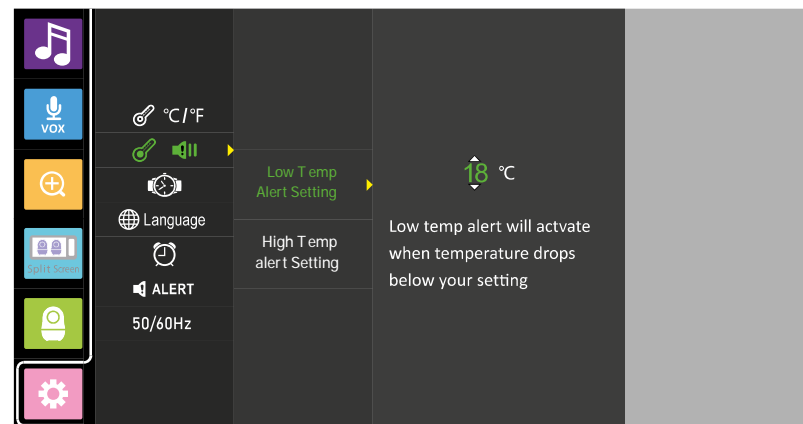 VOX
Split Screen
°C/°F
Language
ALERT
50/60Hz
Low Temp
Alert Setting
High Temp
alert Setting
18 °C
Low temp alert will actvate
when temperature drops
below your setting